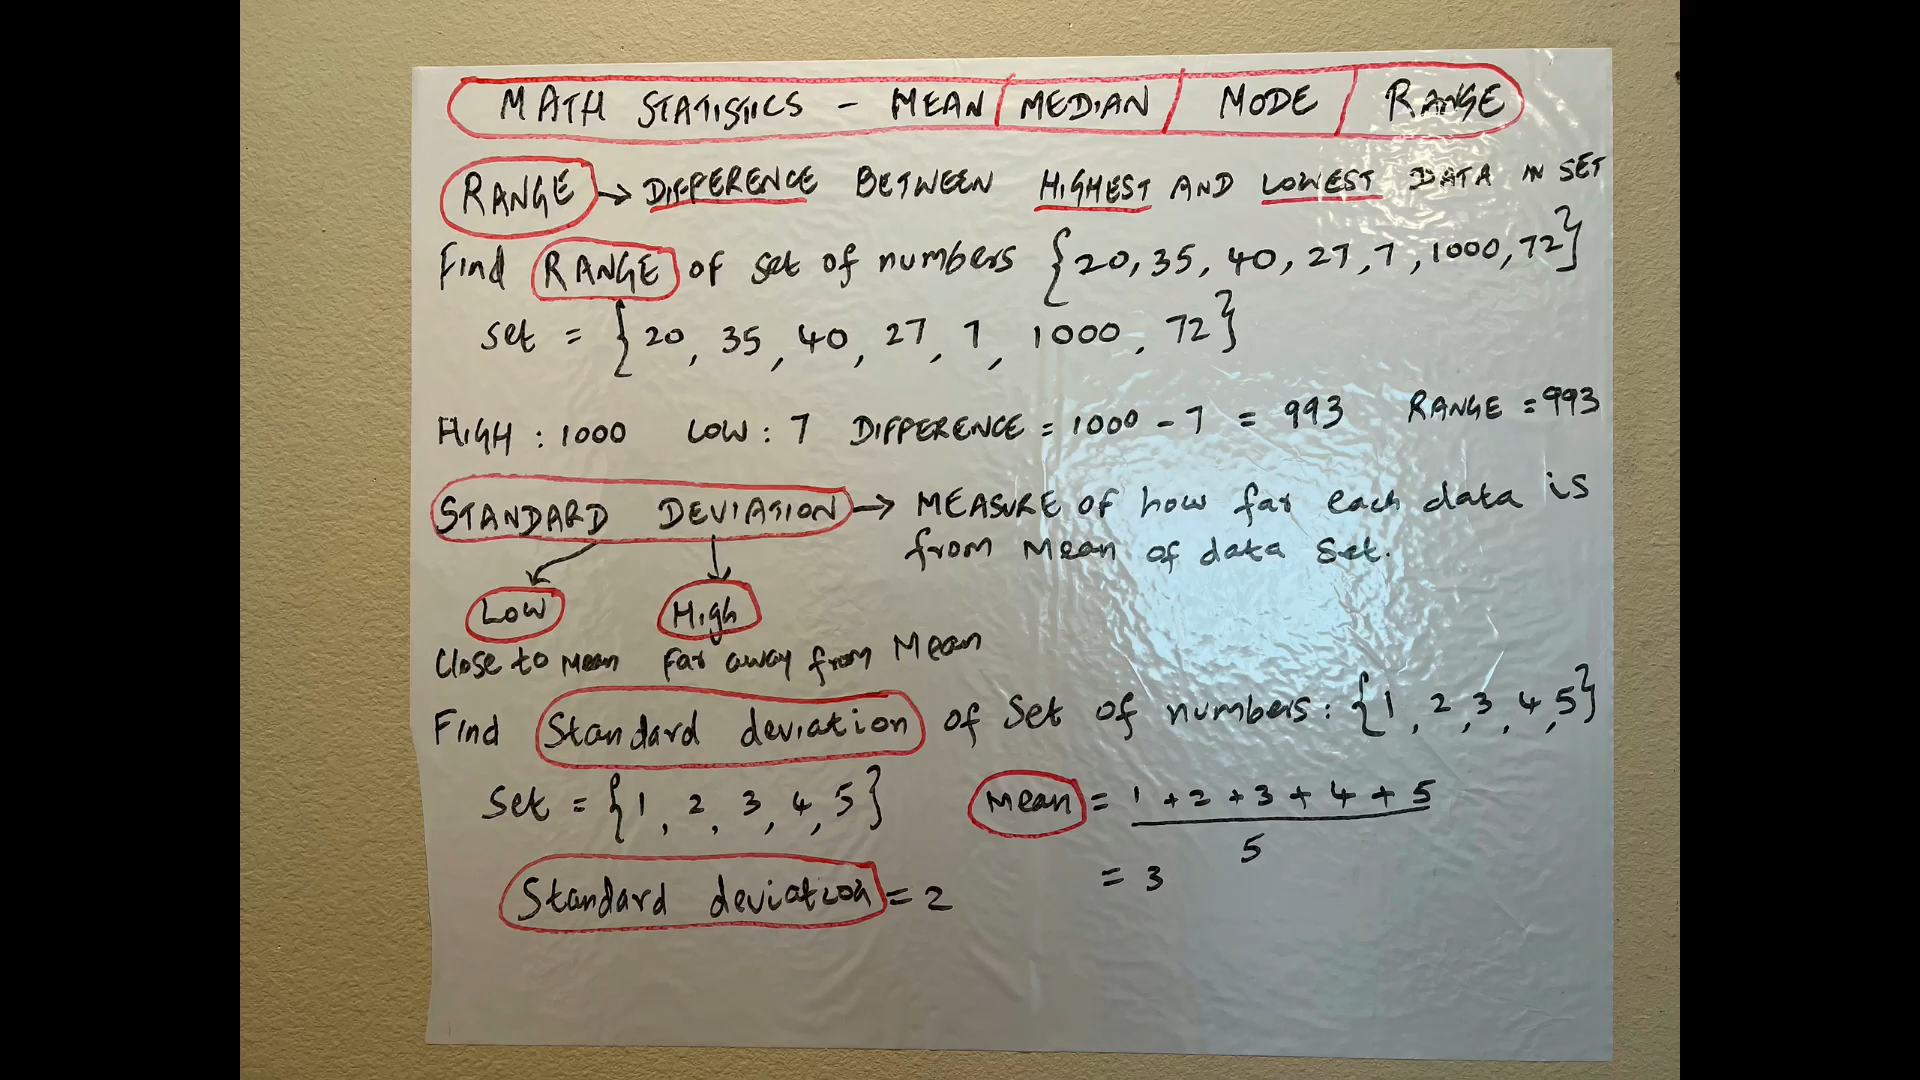 MATH STATISTICS - MEAN / MEDIAN / MODE / RANGE
RANGE → DIFFERENCE BETWEEN HIGHEST AND LOWEST DATA IN SET
Find RANGE of set of numbers {20, 35, 40, 27, 7, 1000, 72}
Set = {20, 35, 40, 27, 7, 1000, 72}
HIGH : 1000 LOW : 7 DIFFERENCE = 1000 - 7 = 993 RANGE = 993
STANDARD DEVIATION → MEASURE OF how far each data is
from Mean of data set.
Low High
Close to Mean Far away from Mean
Find Standard deviation of Set of numbers: {1, 2, 3, 4, 5}
Set = {1, 2, 3, 4, 5} Mean = 1 + 2 + 3 + 4 + 5
5
= 3
Standard deviation = 2